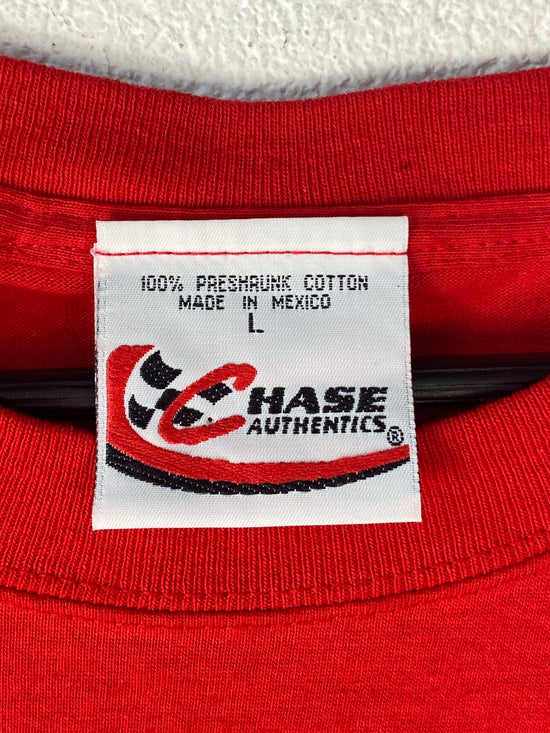 100% PRESHRUNK COTTON
MADE IN MEXICO
L
CHASE
AUTHENTICS®